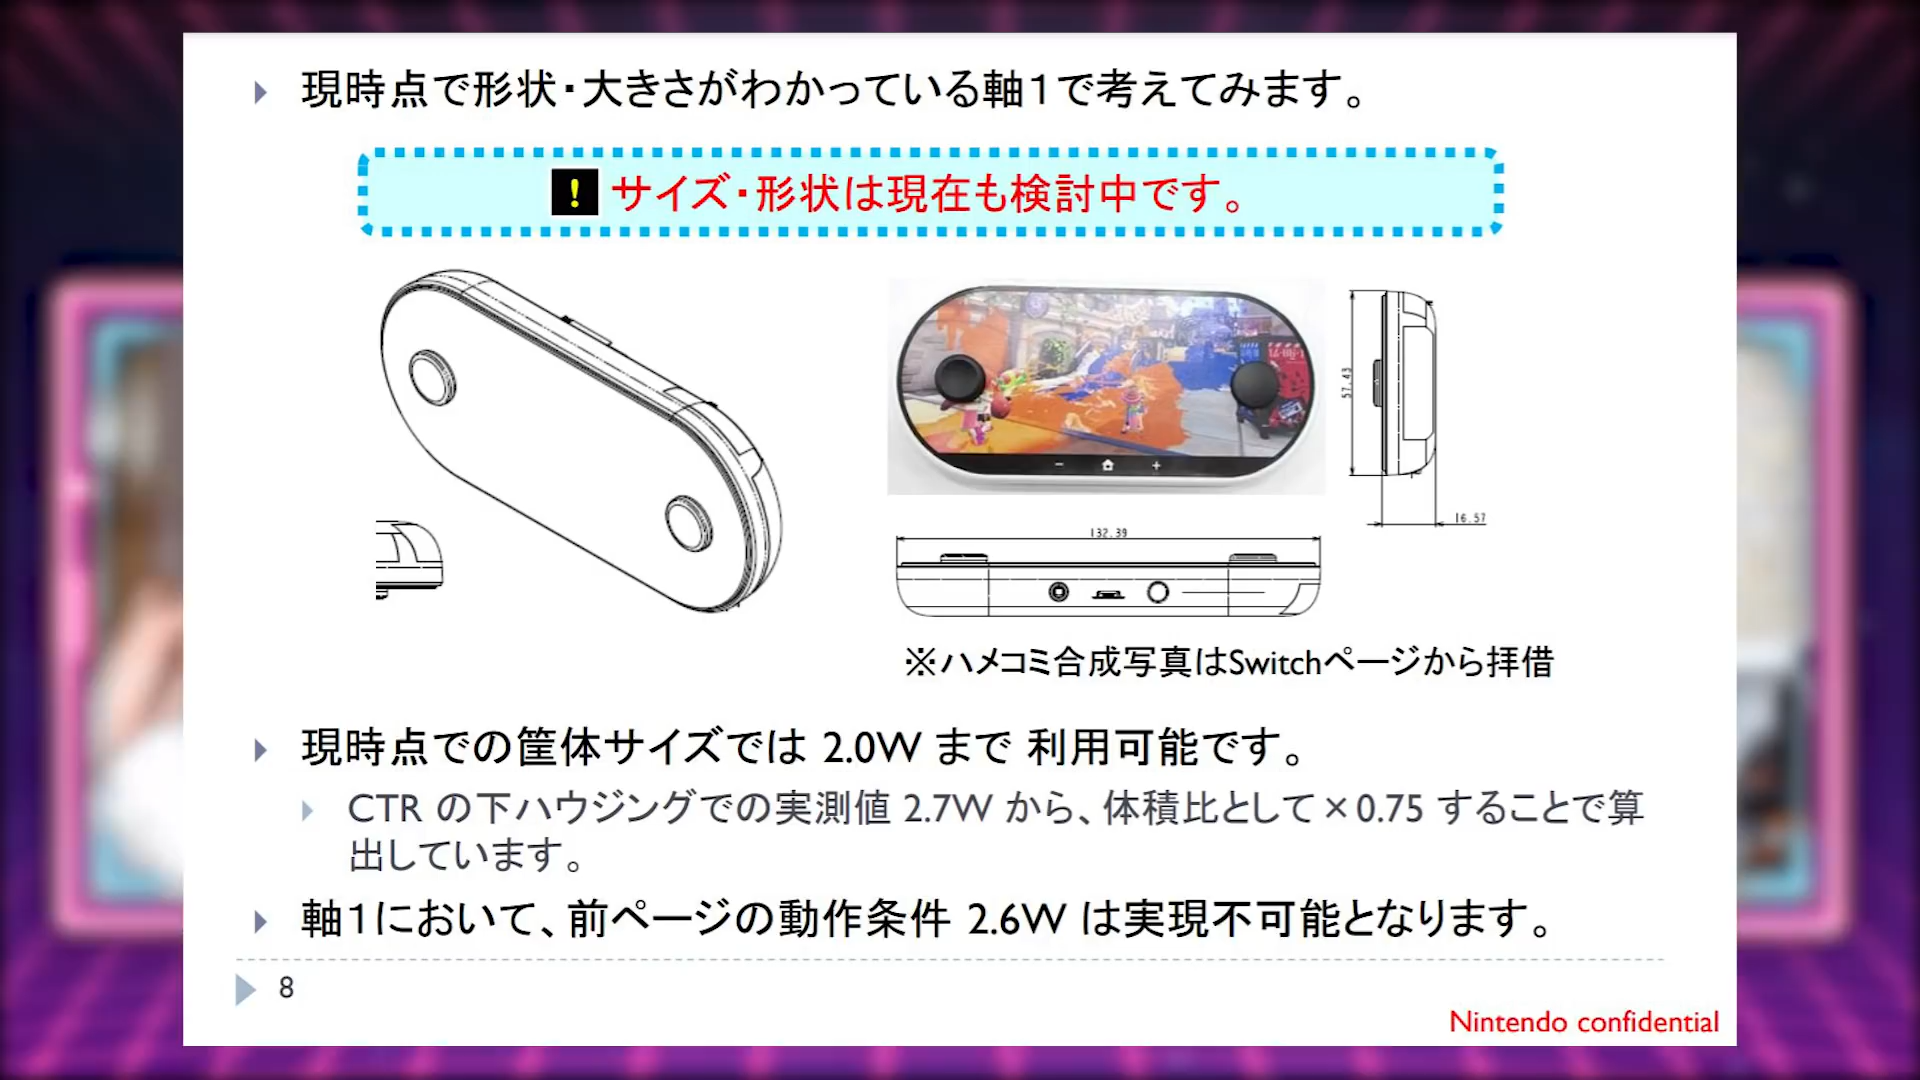 現時点で形状・大きさがわかっている軸1で考えてみます。
! サイズ・形状は現在も検討中です。
57.43
16.57
132.39
※ハメコミ合成写真はSwitchページから拝借
現時点での筐体サイズでは 2.0W まで 利用可能です。
CTR の下ハウジングでの実測値 2.7W から、体積比として×0.75 することで算
出しています。
軸1において、前ページの動作条件 2.6W は実現不可能となります。
8
Nintendo confidential